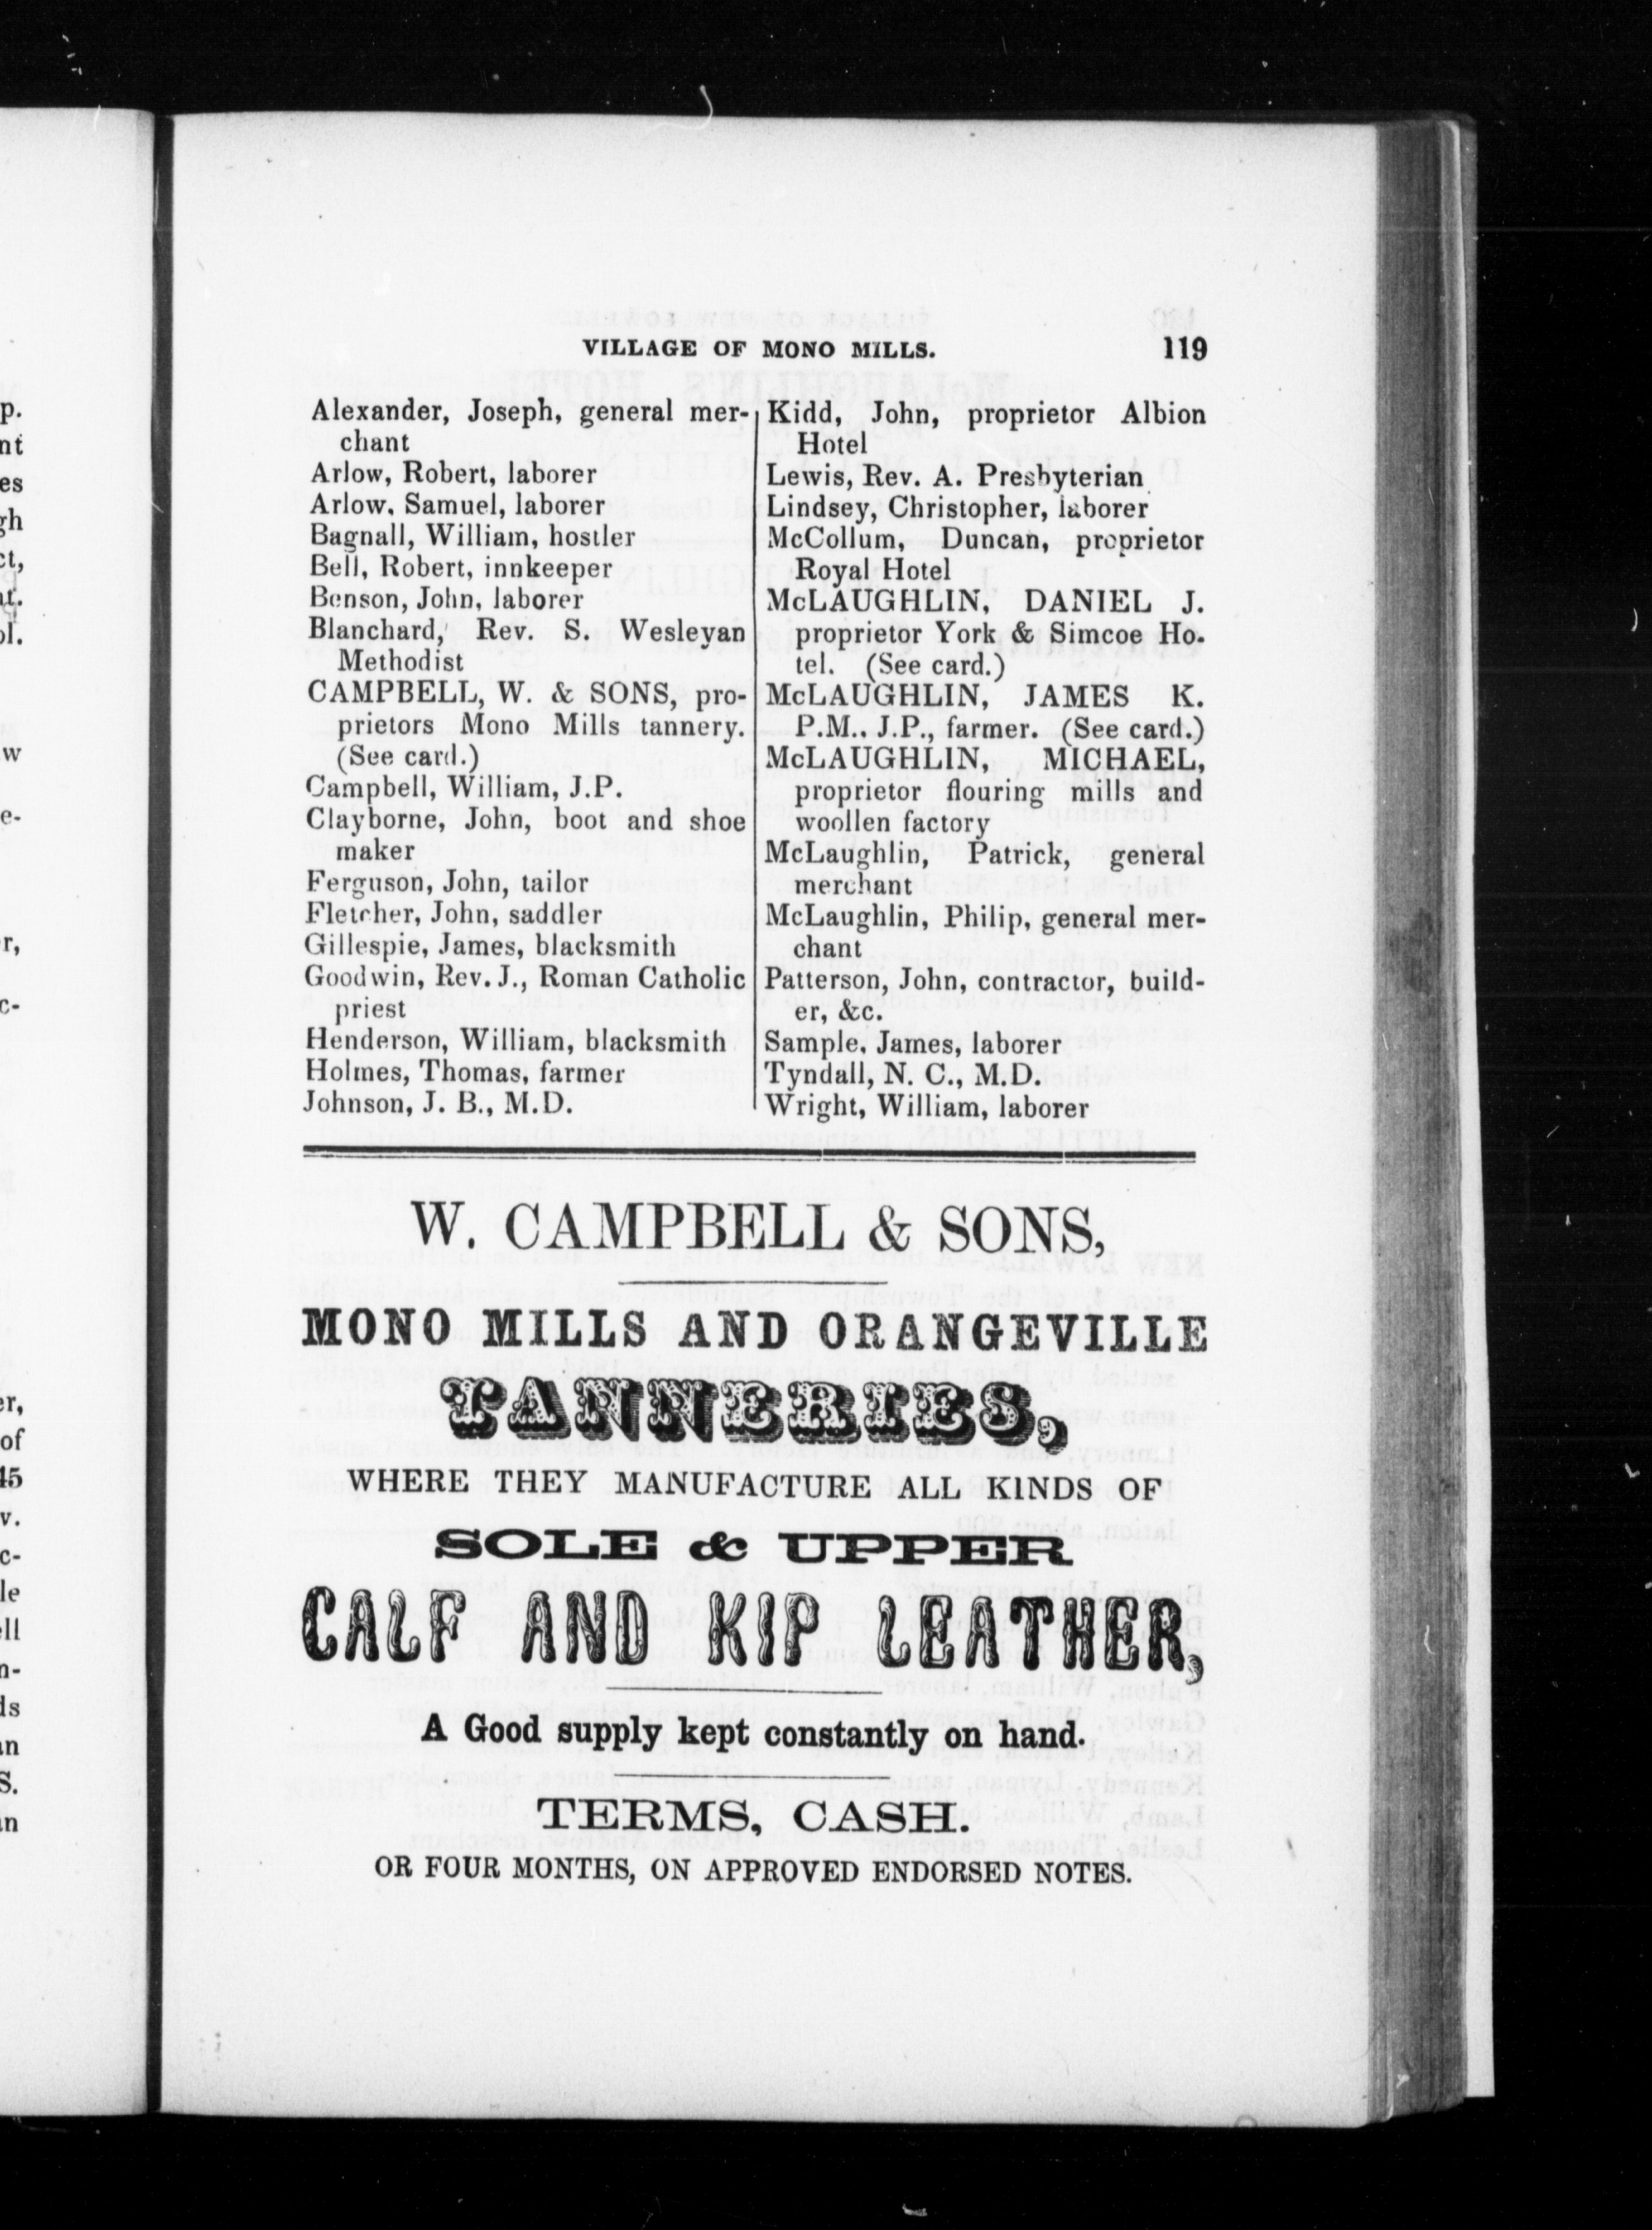 VILLAGE OF MONO MILLS. 119
Alexander, Joseph, general mer-
chant
Arlow, Robert, laborer
Arlow, Samuel, laborer
Bagnall, William, hostler
Bell, Robert, innkeeper
Benson, John, laborer
Blanchard, Rev. S. Wesleyan
Methodist
CAMPBELL, W. & SONS, pro-
prietors Mono Mills tannery.
(See card.)
Campbell, William, J.P.
Clayborne, John, boot and shoe
maker
Ferguson, John, tailor
Fletcher, John, saddler
Gillespie, James, blacksmith
Goodwin, Rev. J., Roman Catholic
priest
Henderson, William, blacksmith
Holmes, Thomas, farmer
Johnson, J. B., M.D.
Kidd, John, proprietor Albion
Hotel
Lewis, Rev. A. Presbyterian
Lindsey, Christopher, laborer
McCollum, Duncan, proprietor
Royal Hotel
McLAUGHLIN, DANIEL J.
proprietor York & Simcoe Ho-
tel. (See card.)
McLAUGHLIN, JAMES K.
P.M., J.P., farmer. (See card.)
McLAUGHLIN, MICHAEL,
proprietor flouring mills and
woollen factory
McLaughlin, Patrick, general
merchant
McLaughlin, Philip, general mer-
chant
Patterson, John, contractor, build-
er, &c.
Sample, James, laborer
Tyndall, N. C., M.D.
Wright, William, laborer
W. CAMPBELL & SONS,
MONO MILLS AND ORANGEVILLE
TANNERIES,
WHERE THEY MANUFACTURE ALL KINDS OF
SOLE & UPPER
CALF AND KIP LEATHER,
A Good supply kept constantly on hand.
TERMS, CASH.
OR FOUR MONTHS, ON APPROVED ENDORSED NOTES.